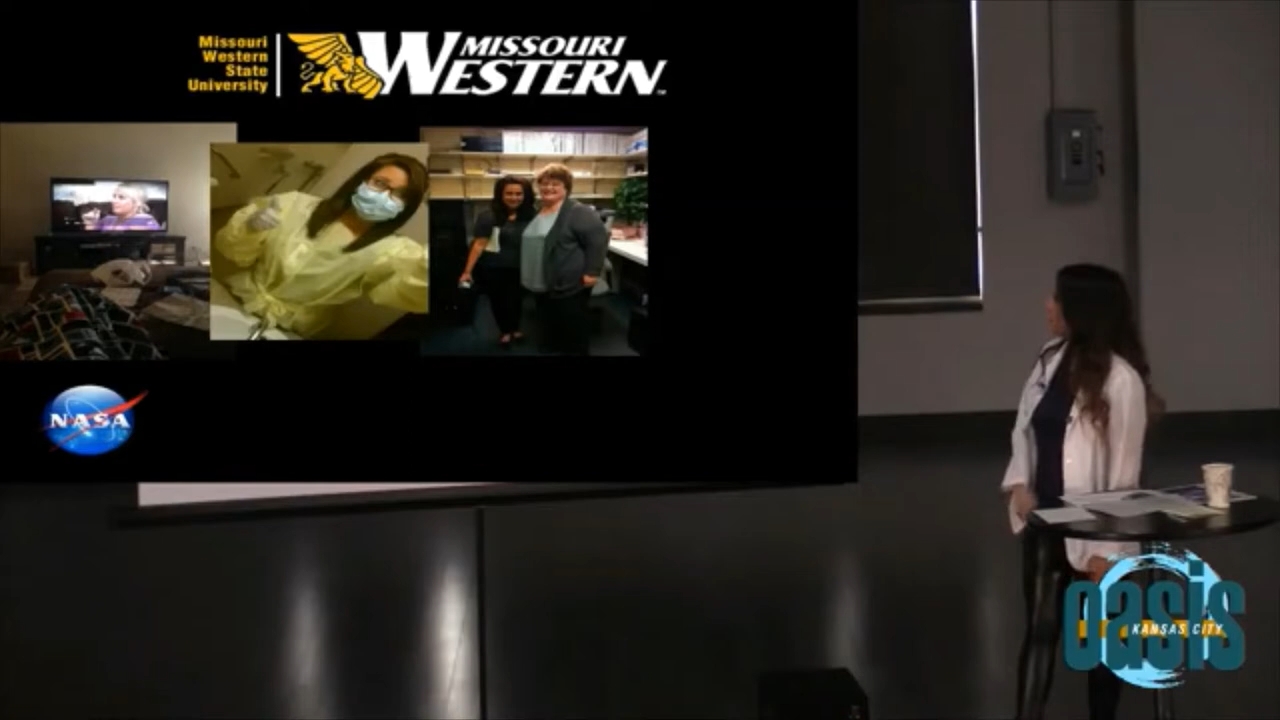 Missouri
Western
State
University
MISSOURI
WESTERN
NASA
oasis
KANSAS CITY